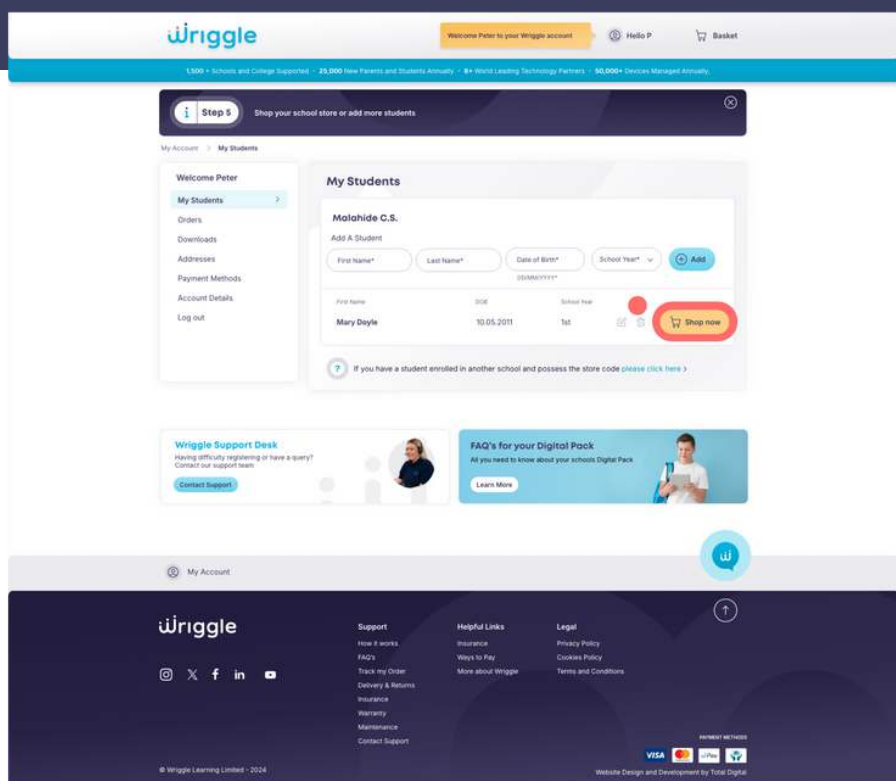 wriggle
Welcome Peter to your Wriggle account
Hello P
Basket
1,500 + Schools and College Supported - 25,000 New Parents and Students Annually - 8+ World Leading Technology Partners - 50,000+ Devices Managed Annually,
i Step 5
Shop your school store or add more students
My Account > My Students
Welcome Peter
My Students >
Orders
Downloads
Addresses
Payment Methods
Account Details
Log out
My Students
Malahide C.S.
Add A Student
First Name*
Last Name*
Date of Birth*
School Year*
Add
DD/MM/YYYY*
First Name
DOB
School Year
Mary Doyle
10.05.2011
1st
Shop now
? If you have a student enrolled in another school and possess the store code please click here >
Wriggle Support Desk
Having difficulty registering or have a query?
Contact our support team
Contact Support
FAQ's for your Digital Pack
All you need to know about your schools Digital Pack
Learn More
My Account
wriggle
Support
How it works
FAQ's
Track my Order
Delivery & Returns
Insurance
Warranty
Maintenance
Contact Support
Helpful Links
Insurance
Ways to Pay
More about Wriggle
Legal
Privacy Policy
Cookies Policy
Terms and Conditions
PAYMENT METHODS
VISA
© Wriggle Learning Limited - 2024
Website Design and Development by Total Digital